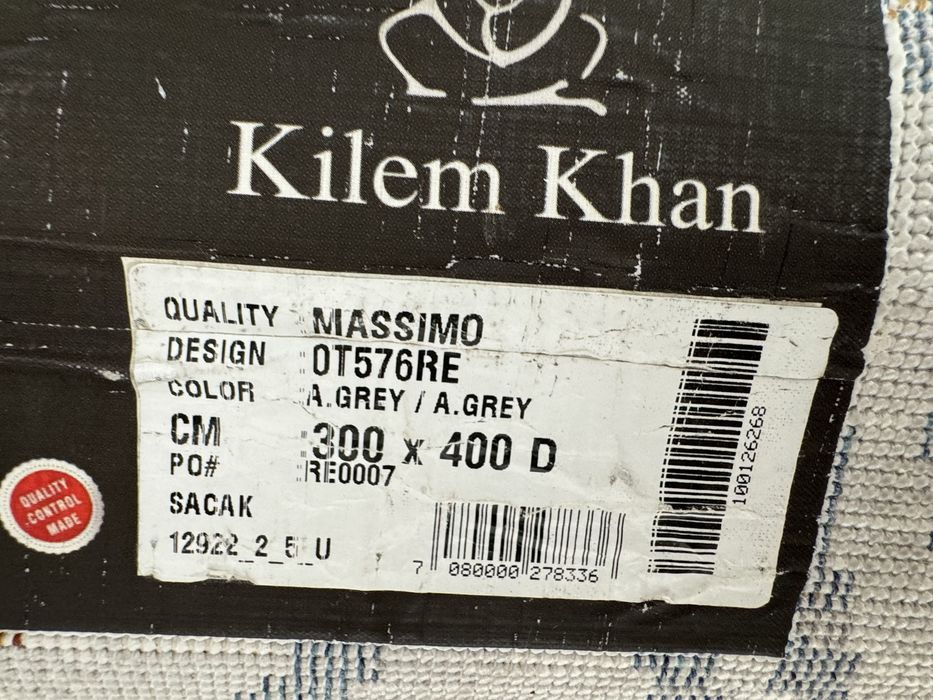 Kilem Khan
QUALITY : MASSIMO
DESIGN : 0T576RE
COLOR : A.GREY / A.GREY
CM : 300 x 400 D
PO# : RE0007
SACAK
12922_2_5_U
7 080000 278336
100126268
QUALITY
CONTROL
MADE